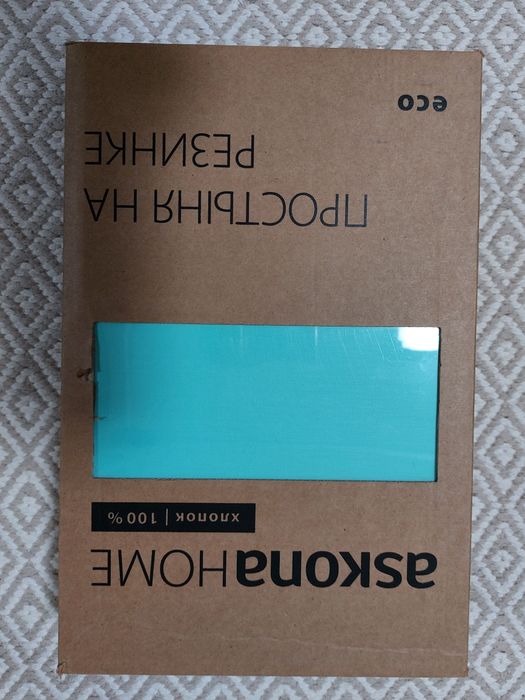 askonaHOME
хлопок | 100%
ПРОСТЫНЯ НА
РЕЗИНКЕ
eco